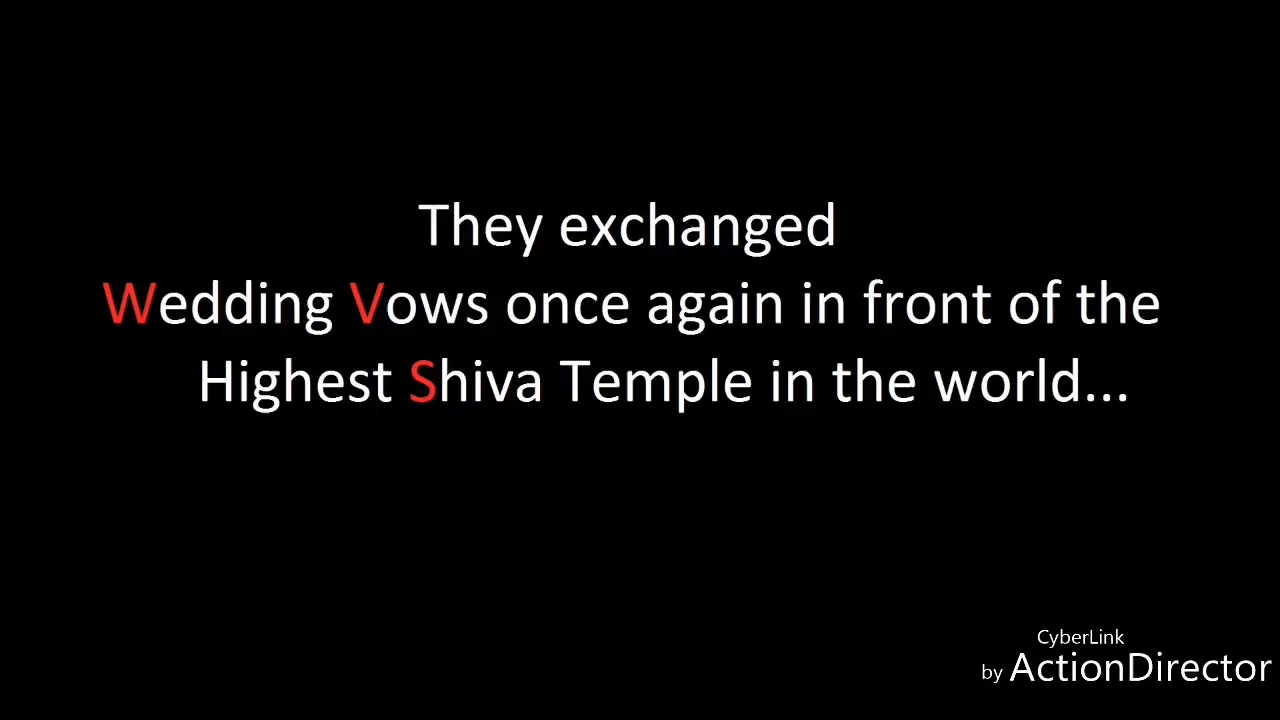 They exchanged
Wedding Vows once again in front of the
Highest Shiva Temple in the world...
CyberLink
by ActionDirector